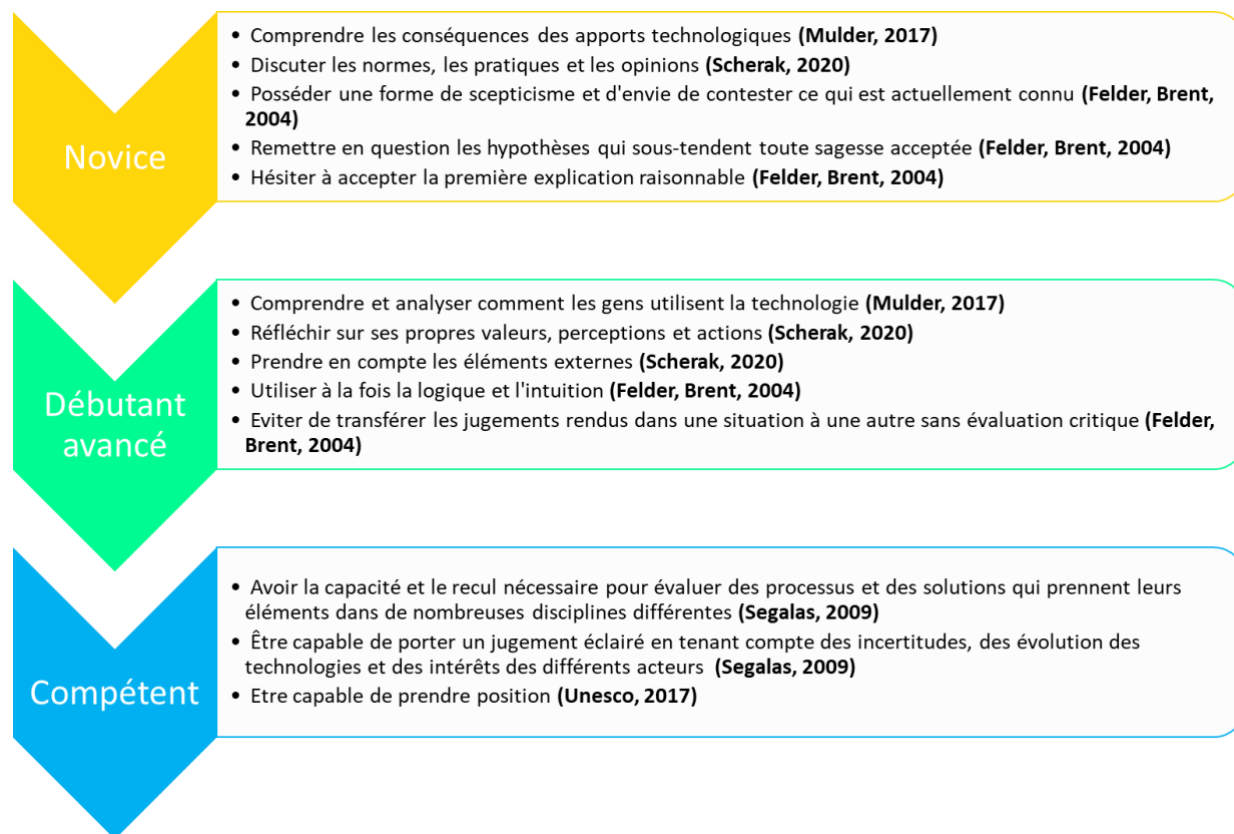 Novice
• Comprendre les conséquences des apports technologiques (Mulder, 2017)
• Discuter les normes, les pratiques et les opinions (Scherak, 2020)
• Posséder une forme de scepticisme et d'envie de contester ce qui est actuellement connu (Felder, Brent,
2004)
• Remettre en question les hypothèses qui sous-tendent toute sagesse acceptée (Felder, Brent, 2004)
• Hésiter à accepter la première explication raisonnable (Felder, Brent, 2004)
Débutant
avancé
• Comprendre et analyser comment les gens utilisent la technologie (Mulder, 2017)
• Réfléchir sur ses propres valeurs, perceptions et actions (Scherak, 2020)
• Prendre en compte les éléments externes (Scherak, 2020)
• Utiliser à la fois la logique et l'intuition (Felder, Brent, 2004)
• Eviter de transférer les jugements rendus dans une situation à une autre sans évaluation critique (Felder,
Brent, 2004)
Compétent
• Avoir la capacité et le recul nécessaire pour évaluer des processus et des solutions qui prennent leurs
éléments dans de nombreuses disciplines différentes (Segalas, 2009)
• Être capable de porter un jugement éclairé en tenant compte des incertitudes, des évolution des
technologies et des intérêts des différents acteurs (Segalas, 2009)
• Etre capable de prendre position (Unesco, 2017)